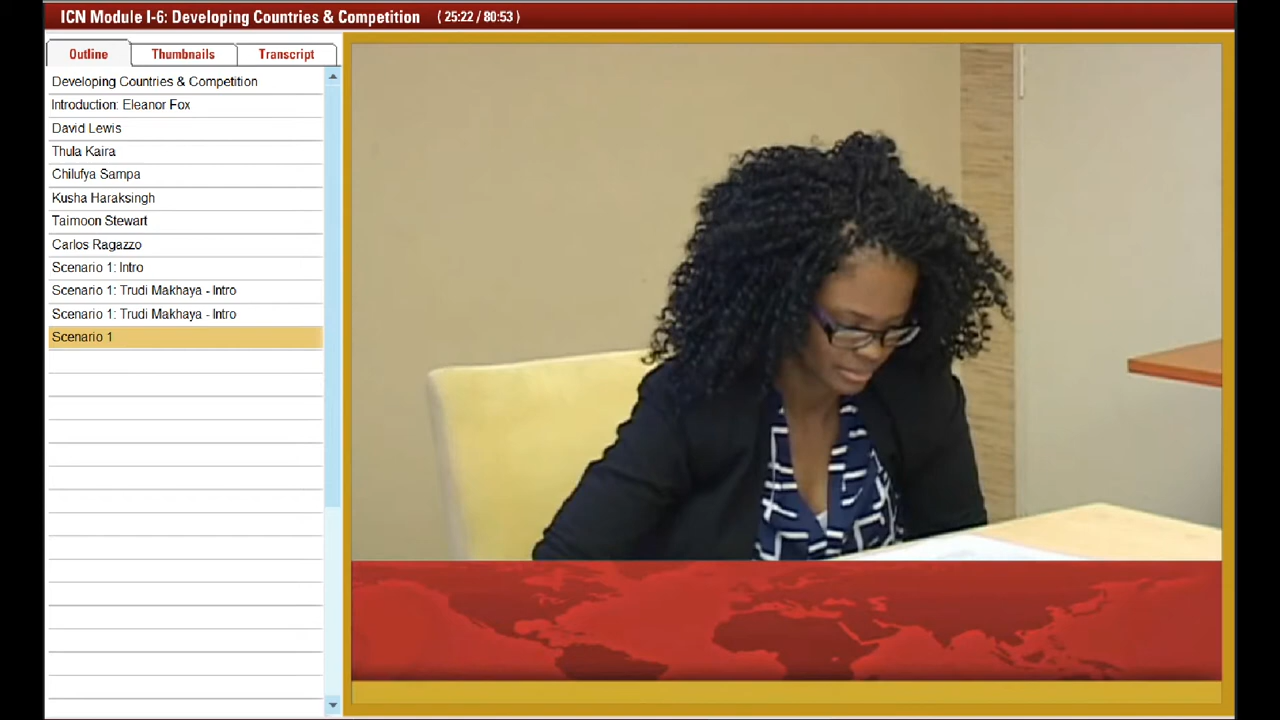 ICN Module I-6: Developing Countries & Competition ( 25:22 / 80:53 )
Outline Thumbnails Transcript
Developing Countries & Competition
Introduction: Eleanor Fox
David Lewis
Thula Kaira
Chilufya Sampa
Kusha Haraksingh
Taimoon Stewart
Carlos Ragazzo
Scenario 1: Intro
Scenario 1: Trudi Makhaya - Intro
Scenario 1: Trudi Makhaya - Intro
Scenario 1